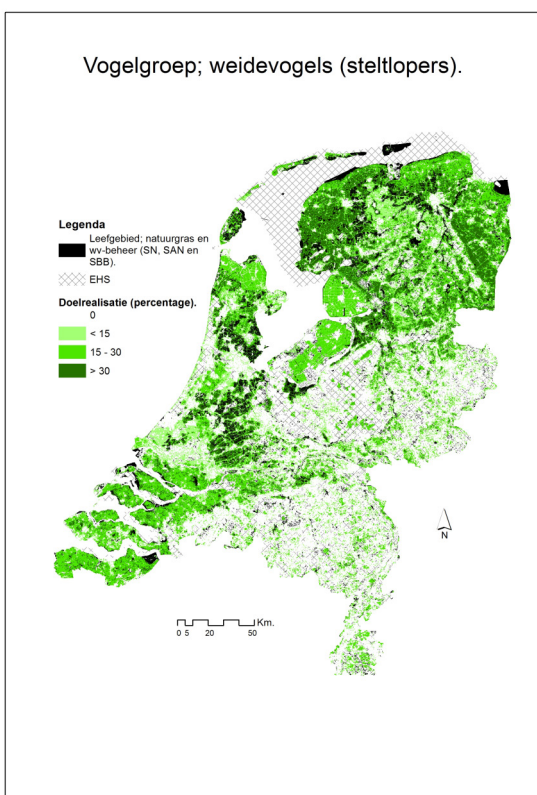 Vogelgroep; weidevogels (steltlopers).
Legenda
Leefgebied; natuurgras en
wv-beheer (SN, SAN en
SBB).
EHS
Doelrealisatie (percentage).
0
< 15
15 - 30
> 30
N
Km.
0 5 20 50